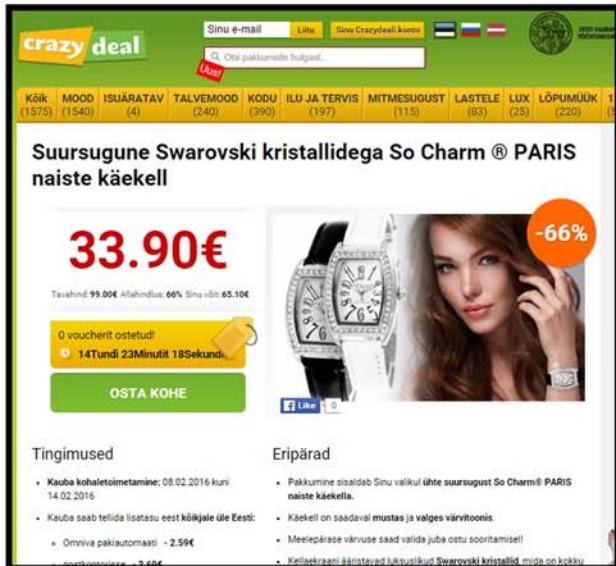 crazy deal
Sinu e-mail
Liitu
Sinu Crazydeali konto
EESTI KAUBAN
TÖÖSTUSKOD
Otsi pakkumiste hulgast..
Uus!
Kõik MOOD ISUÄRATAV TALVEMOOD KODU ILU JA TERVIS MITMESUGUST LASTELE LUX LÕPUMÜÜK
(1575) (1540) (4) (240) (390) (197) (115) (83) (25) (220)
Suursugune Swarovski kristallidega So Charm ® PARIS
naiste käekell
33.90€
-66%
Tavahind: 99.00€ Allahindlus: 66% Sinu võit: 65.10€
0 voucherit ostetud!
14Tundi 23Minutit 18Sekundit
OSTA KOHE
Like 0
Tingimused
Kauba kohaletoimetamine: 08.02.2016 kuni
14.02.2016
Kauba saab tellida lisatasu eest kõikjale üle Eesti:
Omniva pakiautomaati - 2.59€
postkontorisse - 3.69€
Eripärad
Pakkumine sisaldab Sinu valikul ühte suursugust So Charm® PARIS
naiste käekella.
Käekell on saadaval mustas ja valges värvitoonis.
Meelepärase värvuse saad valida juba ostu sooritamisel!
Kellaekraani ääristavad luksuslikud Swarovski kristallid, mida on kokku